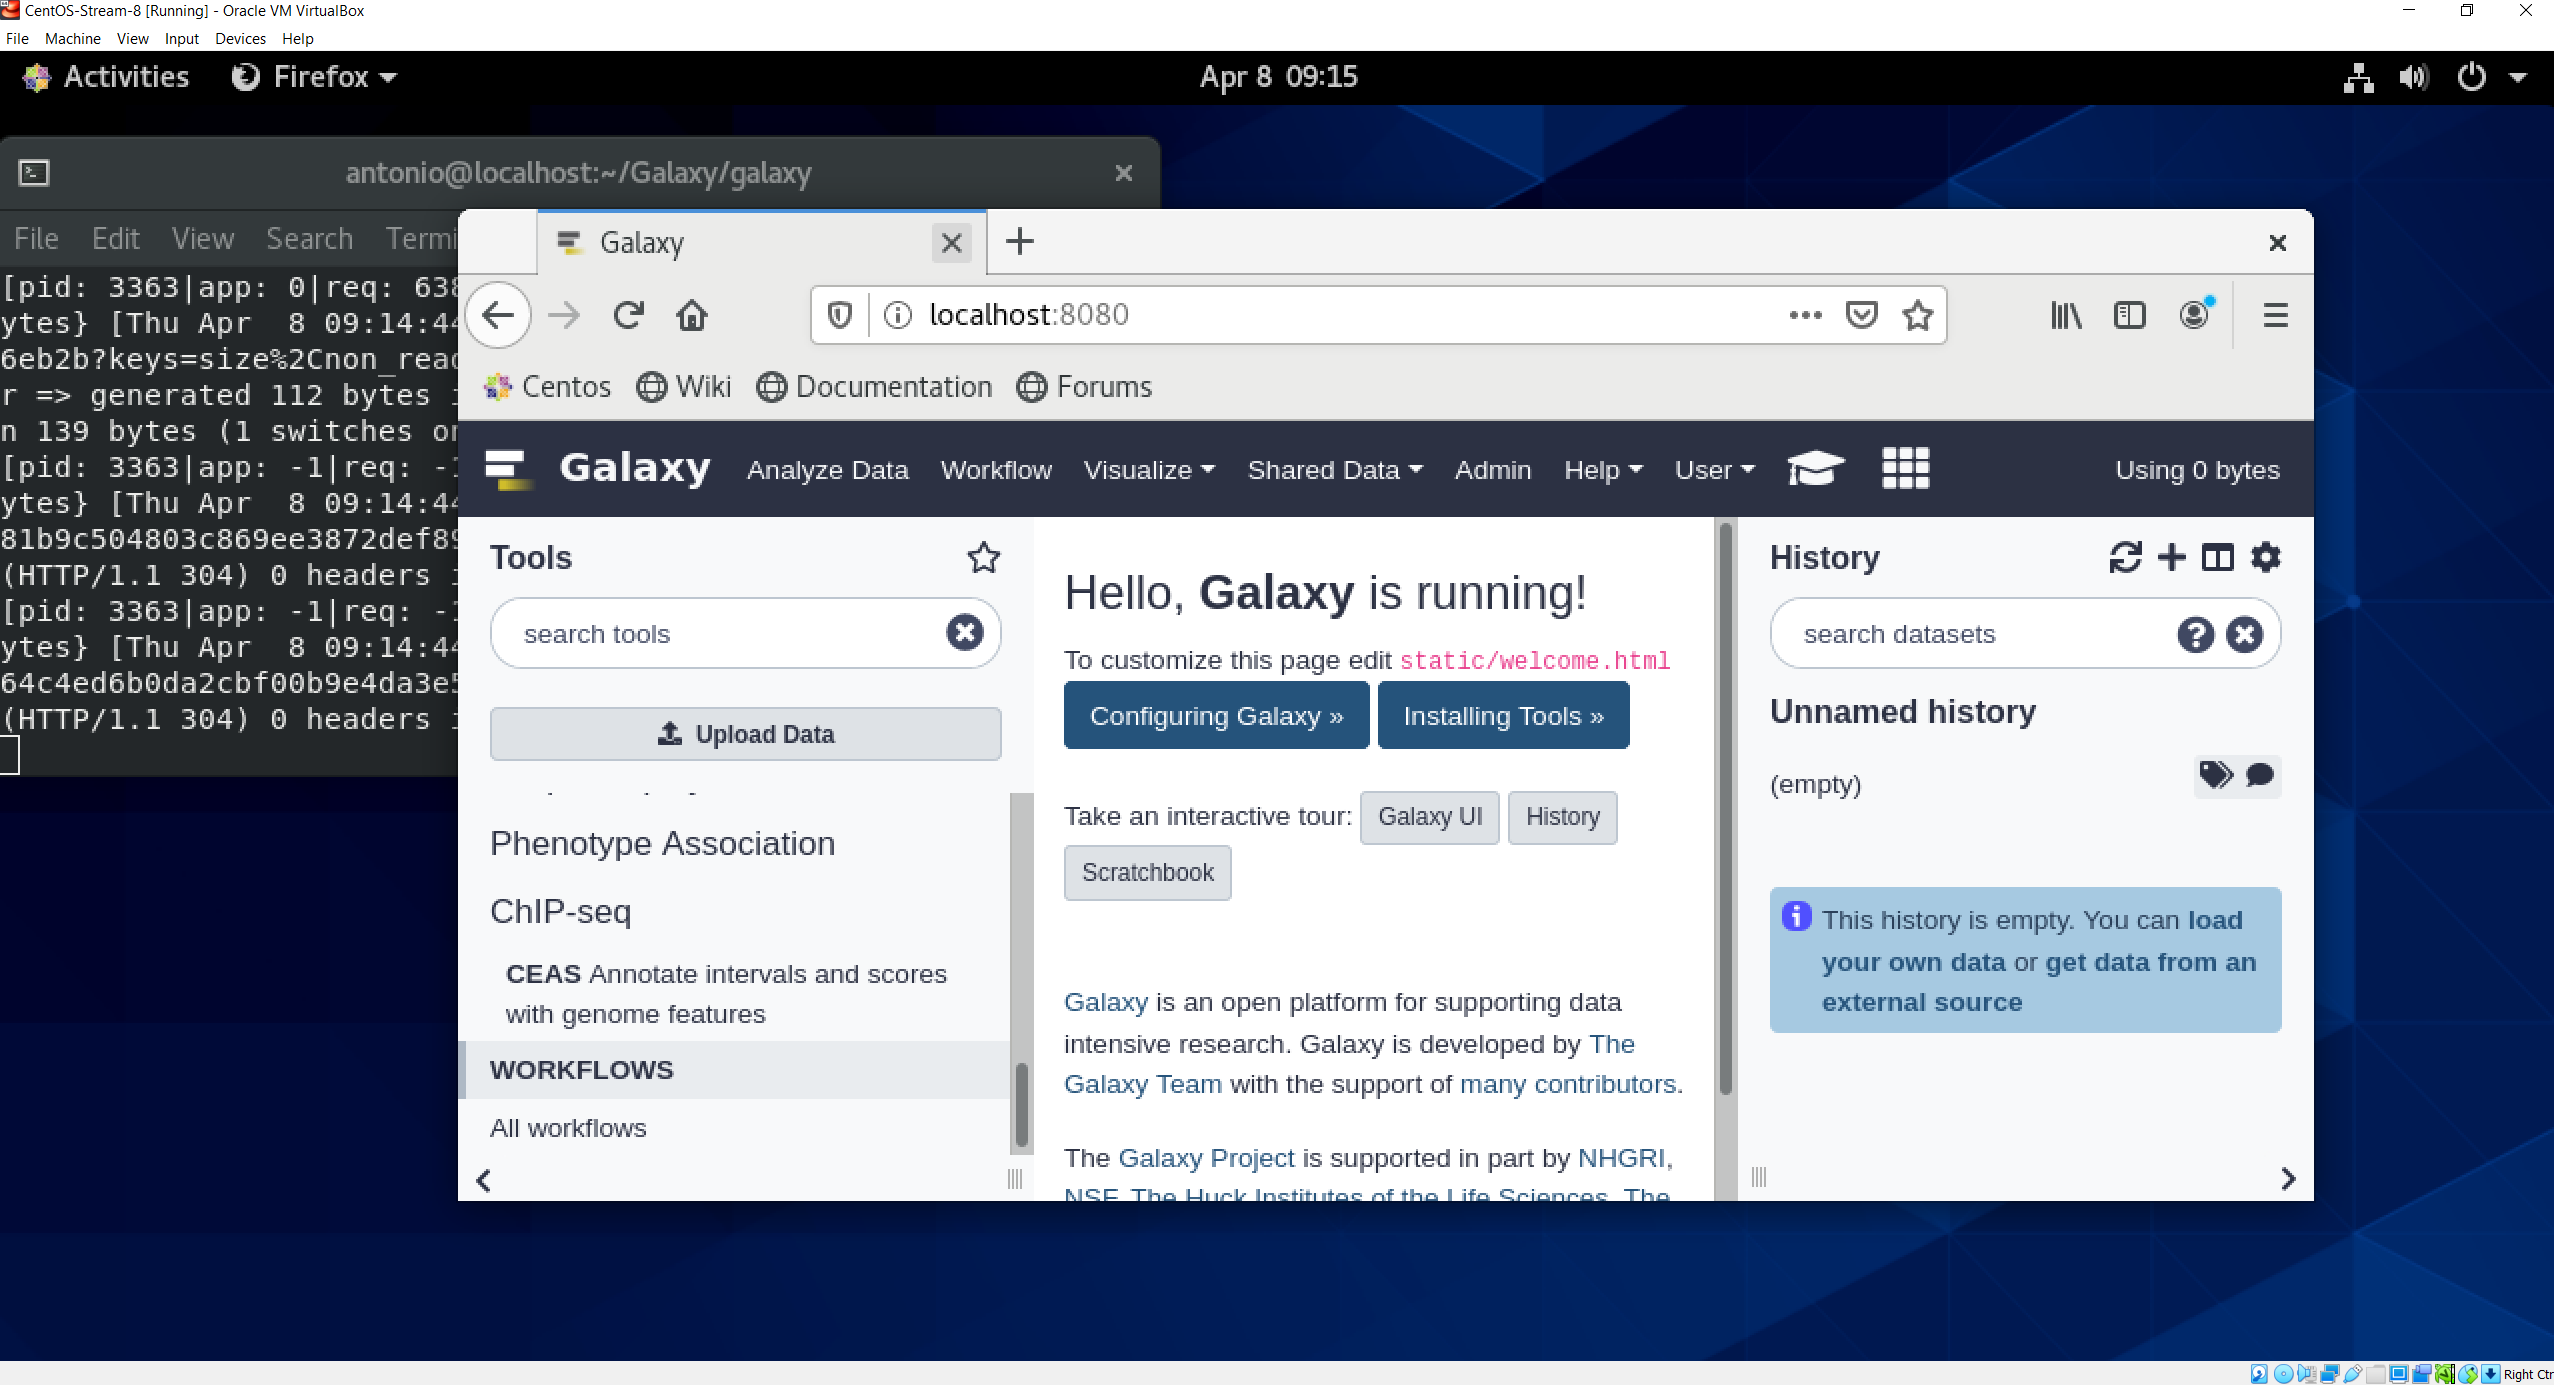 CentOS-Stream-8 [Running] - Oracle VM VirtualBox
File Machine View Input Devices Help
Activities Firefox Apr 8 09:15
antonio@localhost:~/Galaxy/galaxy
File Edit View Search
[pid: 3363|app: 0|req: 638
ytes} [Thu Apr  8 09:14:44
6eb2b?keys=size%2Cnon_read
r => generated 112 bytes
n 139 bytes (1 switches on
[pid: 3363|app: -1|req: -1
ytes} [Thu Apr  8 09:14:44
81b9c504803c869ee3872def89
(HTTP/1.1 304) 0 headers
[pid: 3363|app: -1|req: -1
ytes} [Thu Apr  8 09:14:44
64c4ed6b0da2cbf00b9e4da3e5
(HTTP/1.1 304) 0 headers
Galaxy
localhost:8080
Centos Wiki Documentation Forums
Galaxy Analyze Data Workflow Visualize Shared Data Admin Help User Using 0 bytes
Tools
search tools
Upload Data
Phenotype Association
ChIP-seq
CEAS Annotate intervals and scores
with genome features
WORKFLOWS
All workflows
Hello, Galaxy is running!
To customize this page edit static/welcome.html
Configuring Galaxy » Installing Tools »
Take an interactive tour: Galaxy UI History
Scratchbook
Galaxy is an open platform for supporting data
intensive research. Galaxy is developed by The
Galaxy Team with the support of many contributors.
The Galaxy Project is supported in part by NHGRI,
NSF, The Huck Institutes of the Life Sciences, The
History
search datasets
Unnamed history
(empty)
This history is empty. You can load
your own data or get data from an
external source
Right Ctr